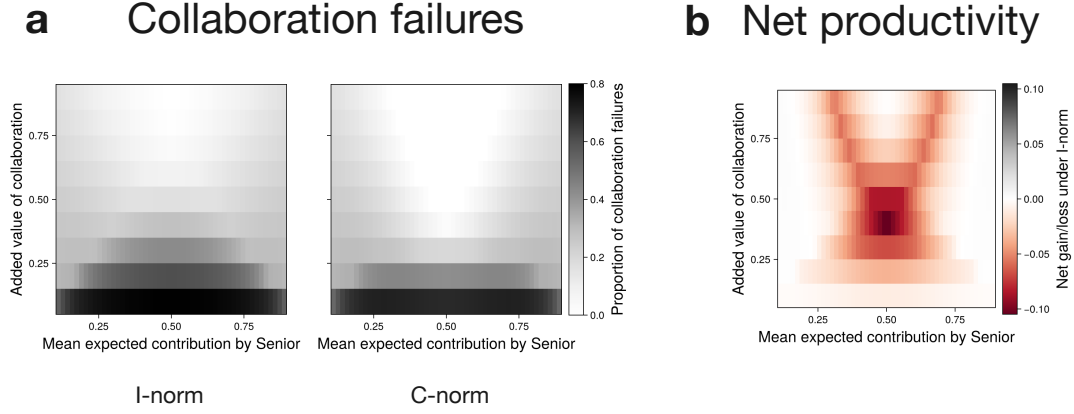 a Collaboration failures
b Net productivity
Added value of collaboration
0.75
0.50
0.25
0.25 0.50 0.75
Mean expected contribution by Senior
I-norm
0.25 0.50 0.75
Mean expected contribution by Senior
C-norm
0.8
0.6
0.4
0.2
0.0
Proportion of collaboration failures
Added value of collaboration
0.75
0.50
0.25
0.25 0.50 0.75
Mean expected contribution by Senior
0.10
0.05
0.00
−0.05
−0.10
Net gain/loss under I-norm